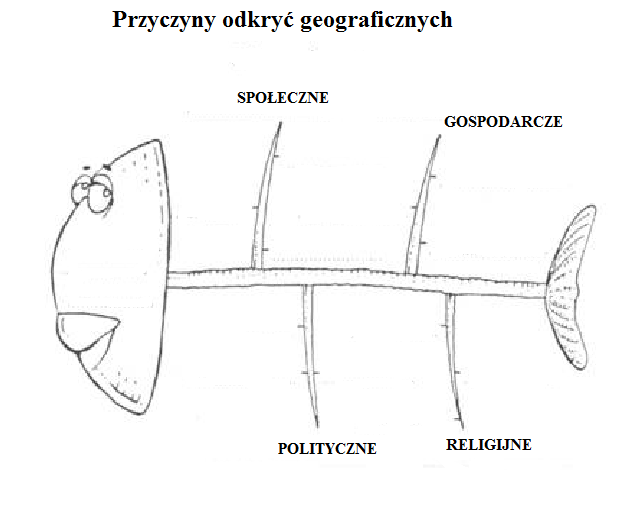 Przyczyny odkryć geograficznych
SPOŁECZNE
GOSPODARCZE
POLITYCZNE
RELIGIJNE